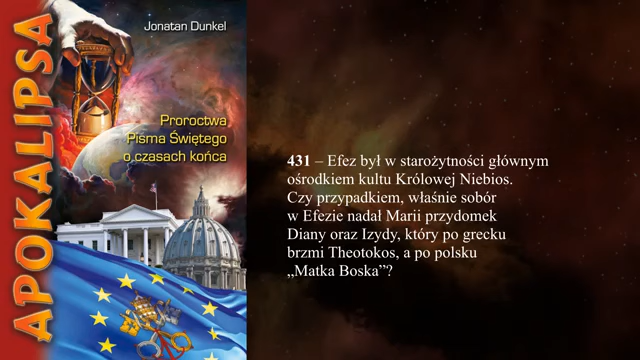 Jonatan Dunkel
APOKALIPSA
Proroctwa
Pisma Świętego
o czasach końca
431 – Efez był w starożytności głównym
ośrodkiem kultu Królowej Niebios.
Czy przypadkiem, właśnie sobór
w Efezie nadał Marii przydomek
Diany oraz Izydy, który po grecku
brzmi Theotokos, a po polsku
„Matka Boska”?